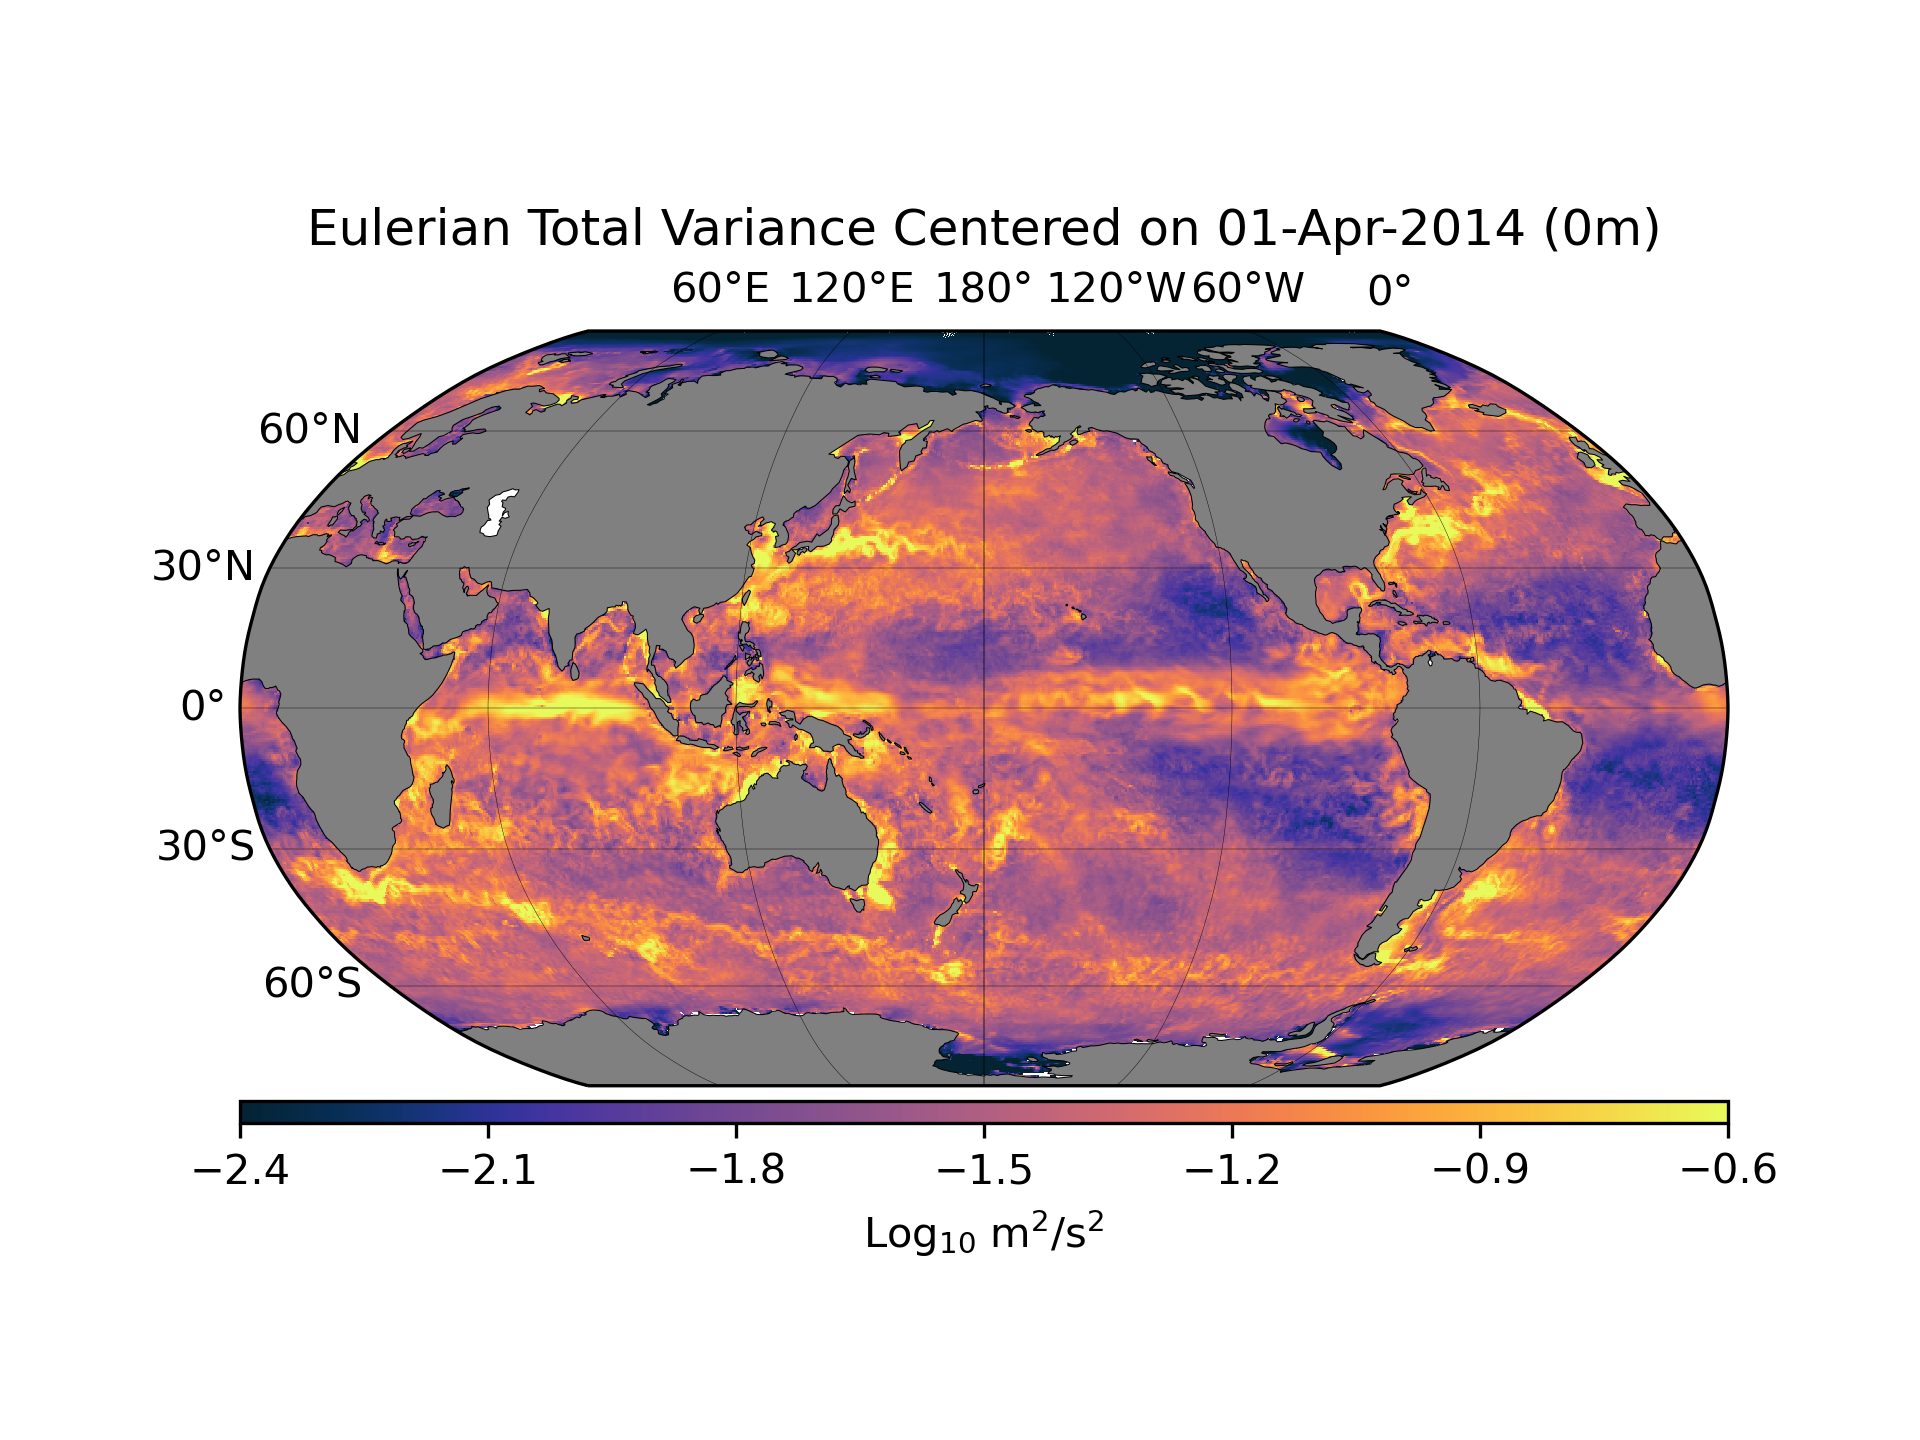 Eulerian Total Variance Centered on 01-Apr-2014 (0m)
60°E 120°E 180° 120°W 60°W 0°
60°N
30°N
0°
30°S
60°S
−2.4 −2.1 −1.8 −1.5 −1.2 −0.9 −0.6
Log₁₀ m²/s²